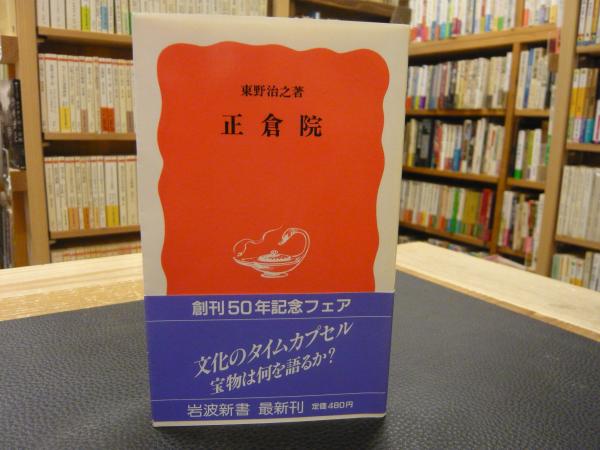 東野治之著
正倉院
創刊50年記念フェア
文化のタイムカプセル
宝物は何を語るか?
岩波新書 最新刊 定価480円